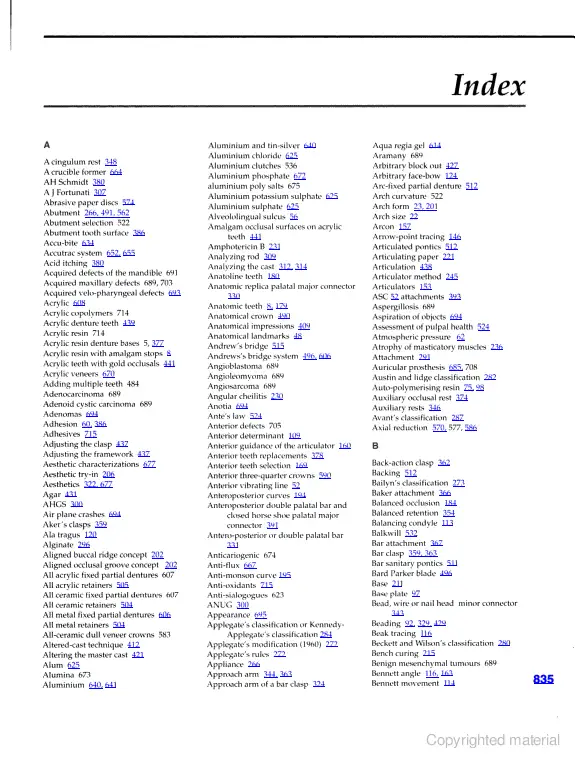 Index
A
A cingulum rest 348
A crucible former 664
AH Schmidt 380
A J Fortunati 307
Abrasive paper discs 574
Abutment 266, 491, 562
Abutment selection 522
Abutment tooth surface 386
Accu-bite 634
Accutrac system 652, 655
Acid itching 380
Acquired defects of the mandible 691
Acquired maxillary defects 689, 703
Acquired velo-pharyngeal defects 693
Acrylic 608
Acrylic copolymers 714
Acrylic denture teeth 439
Acrylic resin 714
Acrylic resin denture bases 5, 377
Acrylic resin with amalgam stops 8
Acrylic teeth with gold occlusals 441
Acrylic veneers 670
Adding multiple teeth 484
Adenocarcinoma 689
Adenoid cystic carcinoma 689
Adenomas 694
Adhesion 60, 386
Adhesives 715
Adjusting the clasp 437
Adjusting the framework 437
Aesthetic characterizations 677
Aesthetic try-in 206
Aesthetics 322, 677
Agar 431
AHGS 300
Air plane crashes 694
Aker's clasps 359
Ala tragus 120
Alginate 296
Aligned buccal ridge concept 202
Aligned occlusal groove concept 202
All acrylic fixed partial dentures 607
All acrylic retainers 505
All ceramic fixed partial dentures 607
All ceramic retainers 504
All metal fixed partial dentures 606
All metal retainers 504
All-ceramic dull veneer crowns 583
Altered-cast technique 412
Altering the master cast 421
Alum 625
Alumina 673
Aluminium 640, 641
Aluminium and tin-silver 640
Aluminium chloride 625
Aluminium clutches 536
Aluminium phosphate 672
aluminium poly salts 675
Aluminium potassium sulphate 625
Aluminium sulphate 625
Alveololingual sulcus 56
Amalgam occlusal surfaces on acrylic
teeth 441
Amphotericin B 231
Analyzing rod 309
Analyzing the cast 312, 314
Anatoline teeth 180
Anatomic replica palatal major connector
330
Anatomic teeth 8, 179
Anatomical crown 490
Anatomical impressions 409
Anatomical landmarks 48
Andrew's bridge 515
Andrews's bridge system 496, 606
Angioblastoma 689
Angioleomyoma 689
Angiosarcoma 689
Angular cheilitis 230
Anotia 694
Ante's law 524
Anterior defects 705
Anterior determinant 109
Anterior guidance of the articulator 160
Anterior teeth replacements 378
Anterior teeth selection 169
Anterior three-quarter crowns 590
Anterior vibrating line 52
Anteroposterior curves 194
Anteroposterior double palatal bar and
closed horse shoe palatal major
connector 391
Antero-posterior or double palatal bar
331
Anticariogenic 674
Anti-flux 667
Anti-monson curve 195
Anti-oxidants 715
Anti-sialogogues 623
ANUG 300
Appearance 695
Applegate's classification or Kennedy-
Applegate's classification 284
Applegate's modification (1960) 272
Applegate's rules 272
Appliance 266
Approach arm 344, 363
Approach arm of a bar clasp 324
Aqua regia gel 614
Aramany 689
Arbitrary block out 427
Arbitrary face-bow 124
Arc-fixed partial denture 512
Arch curvature 522
Arch form 23, 201
Arch size 22
Arcon 157
Arrow-point tracing 146
Articulated pontics 512
Articulating paper 221
Articulation 438
Articulator method 245
Articulators 153
ASC 52 attachments 393
Aspergillosis 689
Aspiration of objects 694
Assessment of pulpal health 524
Atmospheric pressure 62
Atrophy of masticatory muscles 236
Attachment 291
Auricular prosthesis 685, 708
Austin and lidge classification 282
Auto-polymerising resin 75, 98
Auxiliary occlusal rest 374
Auxiliary rests 346
Avant's classification 287
Axial reduction 570, 577, 586
B
Back-action clasp 362
Backing 512
Bailyn's classification 273
Baker attachment 366
Balanced occlusion 184
Balanced retention 354
Balancing condyle 113
Balkwill 532
Bar attachment 367
Bar clasp 359, 363
Bar sanitary pontics 511
Bard Parker blade 496
Base 211
Base plate 97
Bead, wire or nail head minor connector
343
Beading 92, 329, 429
Beak tracing 116
Beckett and Wilson's classification 280
Bench curing 215
Benign mesenchymal tumours 689
Bennett angle 116, 163
Bennett movement 114
835
Copyrighted material